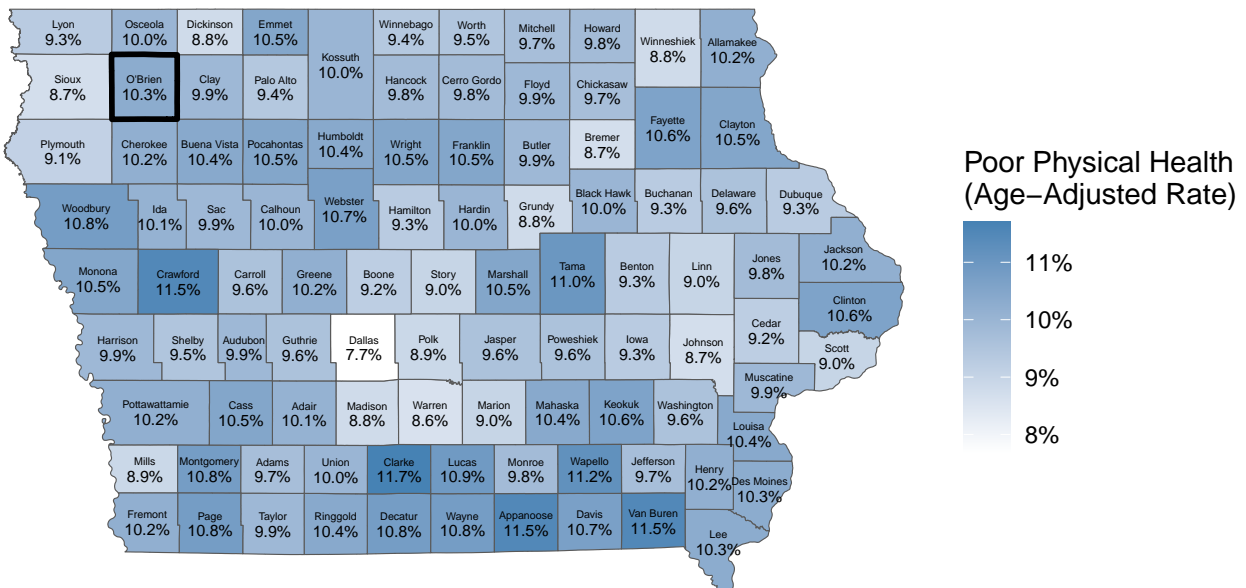 Lyon
9.3%
Osceola
10.0%
Dickinson
8.8%
Emmet
10.5%
Kossuth
10.0%
Winnebago
9.4%
Worth
9.5%
Mitchell
9.7%
Howard
9.8%
Winneshiek
8.8%
Allamakee
10.2%
Sioux
8.7%
O'Brien
10.3%
Clay
9.9%
Palo Alto
9.4%
Hancock
9.8%
Cerro Gordo
9.8%
Floyd
9.9%
Chickasaw
9.7%
Fayette
10.6%
Clayton
10.5%
Plymouth
9.1%
Cherokee
10.2%
Buena Vista
10.4%
Pocahontas
10.5%
Humboldt
10.4%
Wright
10.5%
Franklin
10.5%
Butler
9.9%
Bremer
8.7%
Woodbury
10.8%
Ida
10.1%
Sac
9.9%
Calhoun
10.0%
Webster
10.7%
Hamilton
9.3%
Hardin
10.0%
Grundy
8.8%
Black Hawk
10.0%
Buchanan
9.3%
Delaware
9.6%
Dubuque
9.3%
Monona
10.5%
Crawford
11.5%
Carroll
9.6%
Greene
10.2%
Boone
9.2%
Story
9.0%
Marshall
10.5%
Tama
11.0%
Benton
9.3%
Linn
9.0%
Jones
9.8%
Jackson
10.2%
Clinton
10.6%
Harrison
9.9%
Shelby
9.5%
Audubon
9.9%
Guthrie
9.6%
Dallas
7.7%
Polk
8.9%
Jasper
9.6%
Poweshiek
9.6%
Iowa
9.3%
Johnson
8.7%
Cedar
9.2%
Scott
9.0%
Muscatine
9.9%
Pottawattamie
10.2%
Cass
10.5%
Adair
10.1%
Madison
8.8%
Warren
8.6%
Marion
9.0%
Mahaska
10.4%
Keokuk
10.6%
Washington
9.6%
Louisa
10.4%
Mills
8.9%
Montgomery
10.8%
Adams
9.7%
Union
10.0%
Clarke
11.7%
Lucas
10.9%
Monroe
9.8%
Wapello
11.2%
Jefferson
9.7%
Henry
10.2%
Des Moines
10.3%
Fremont
10.2%
Page
10.8%
Taylor
9.9%
Ringgold
10.4%
Decatur
10.8%
Wayne
10.8%
Appanoose
11.5%
Davis
10.7%
Van Buren
11.5%
Lee
10.3%
Poor Physical Health
(Age−Adjusted Rate)
11%
10%
9%
8%